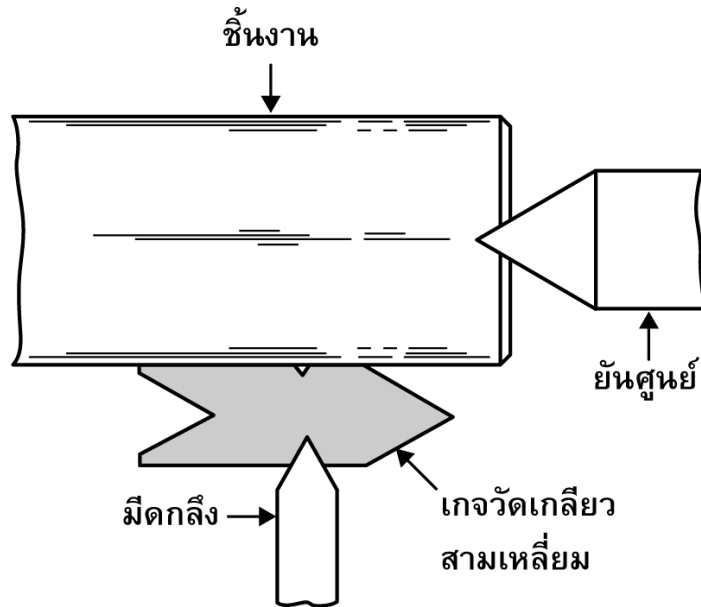 ชิ้นงาน
ยันศูนย์
มีดกลึง
เกจวัดเกลียว
สามเหลี่ยม